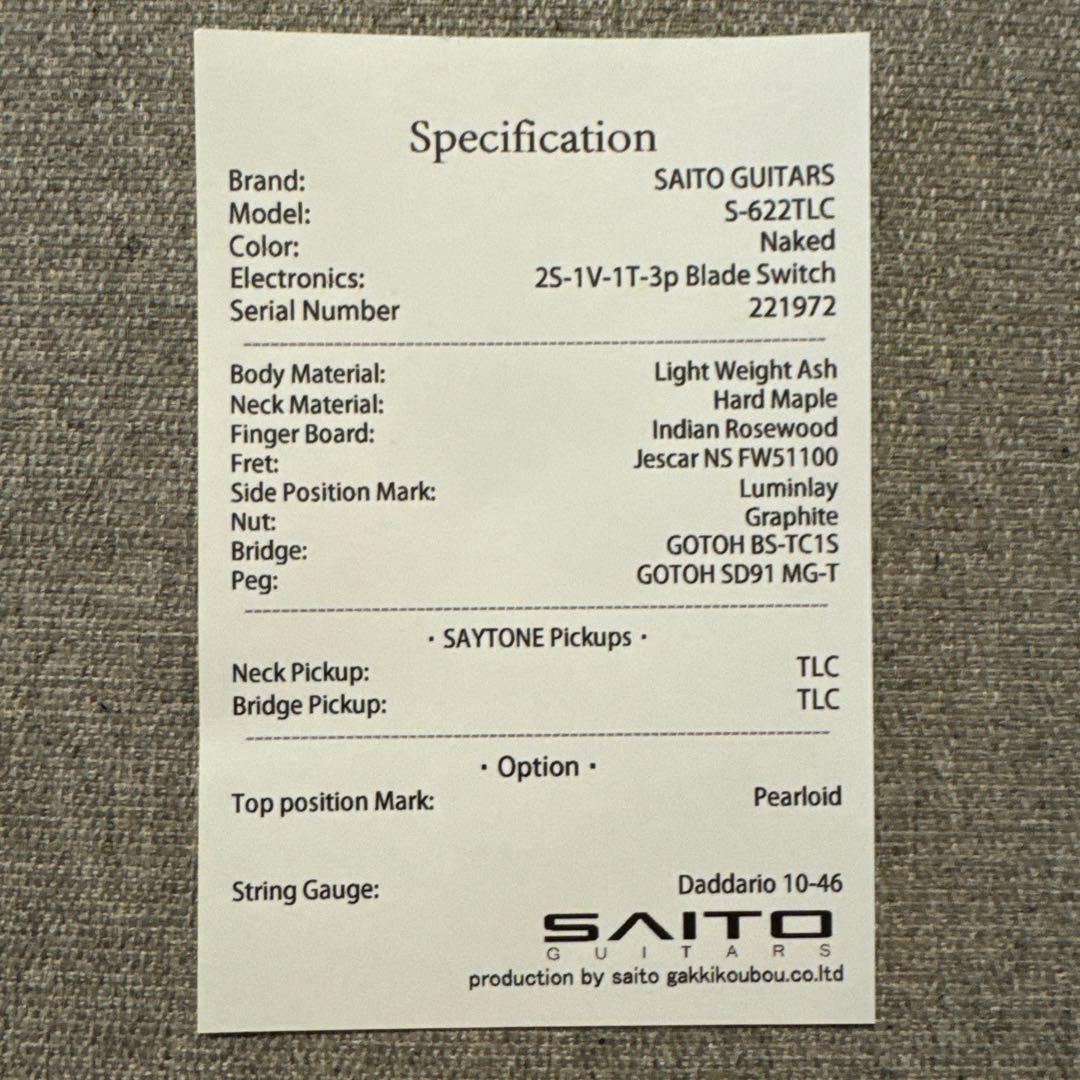 Specification
Brand: SAITO GUITARS
Model: S-622TLC
Color: Naked
Electronics: 2S-1V-1T-3p Blade Switch
Serial Number 221972
Body Material: Light Weight Ash
Neck Material: Hard Maple
Finger Board: Indian Rosewood
Fret: Jescar NS FW51100
Side Position Mark: Luminlay
Nut: Graphite
Bridge: GOTOH BS-TC1S
Peg: GOTOH SD91 MG-T
・SAYTONE Pickups・
Neck Pickup: TLC
Bridge Pickup: TLC
・Option・
Top position Mark: Pearloid
String Gauge: Daddario 10-46
SAITO
GUITARS
production by saito gakkikoubou.co.ltd